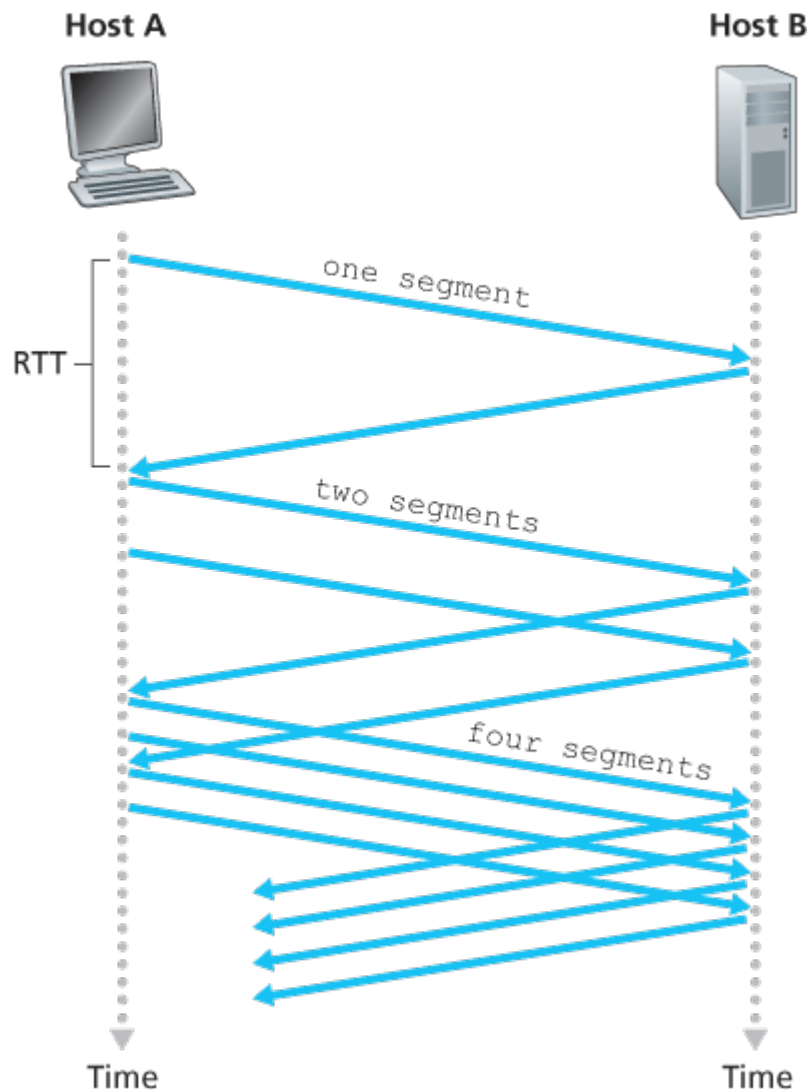 Host A
Host B
one segment
RTT
two segments
four segments
Time
Time